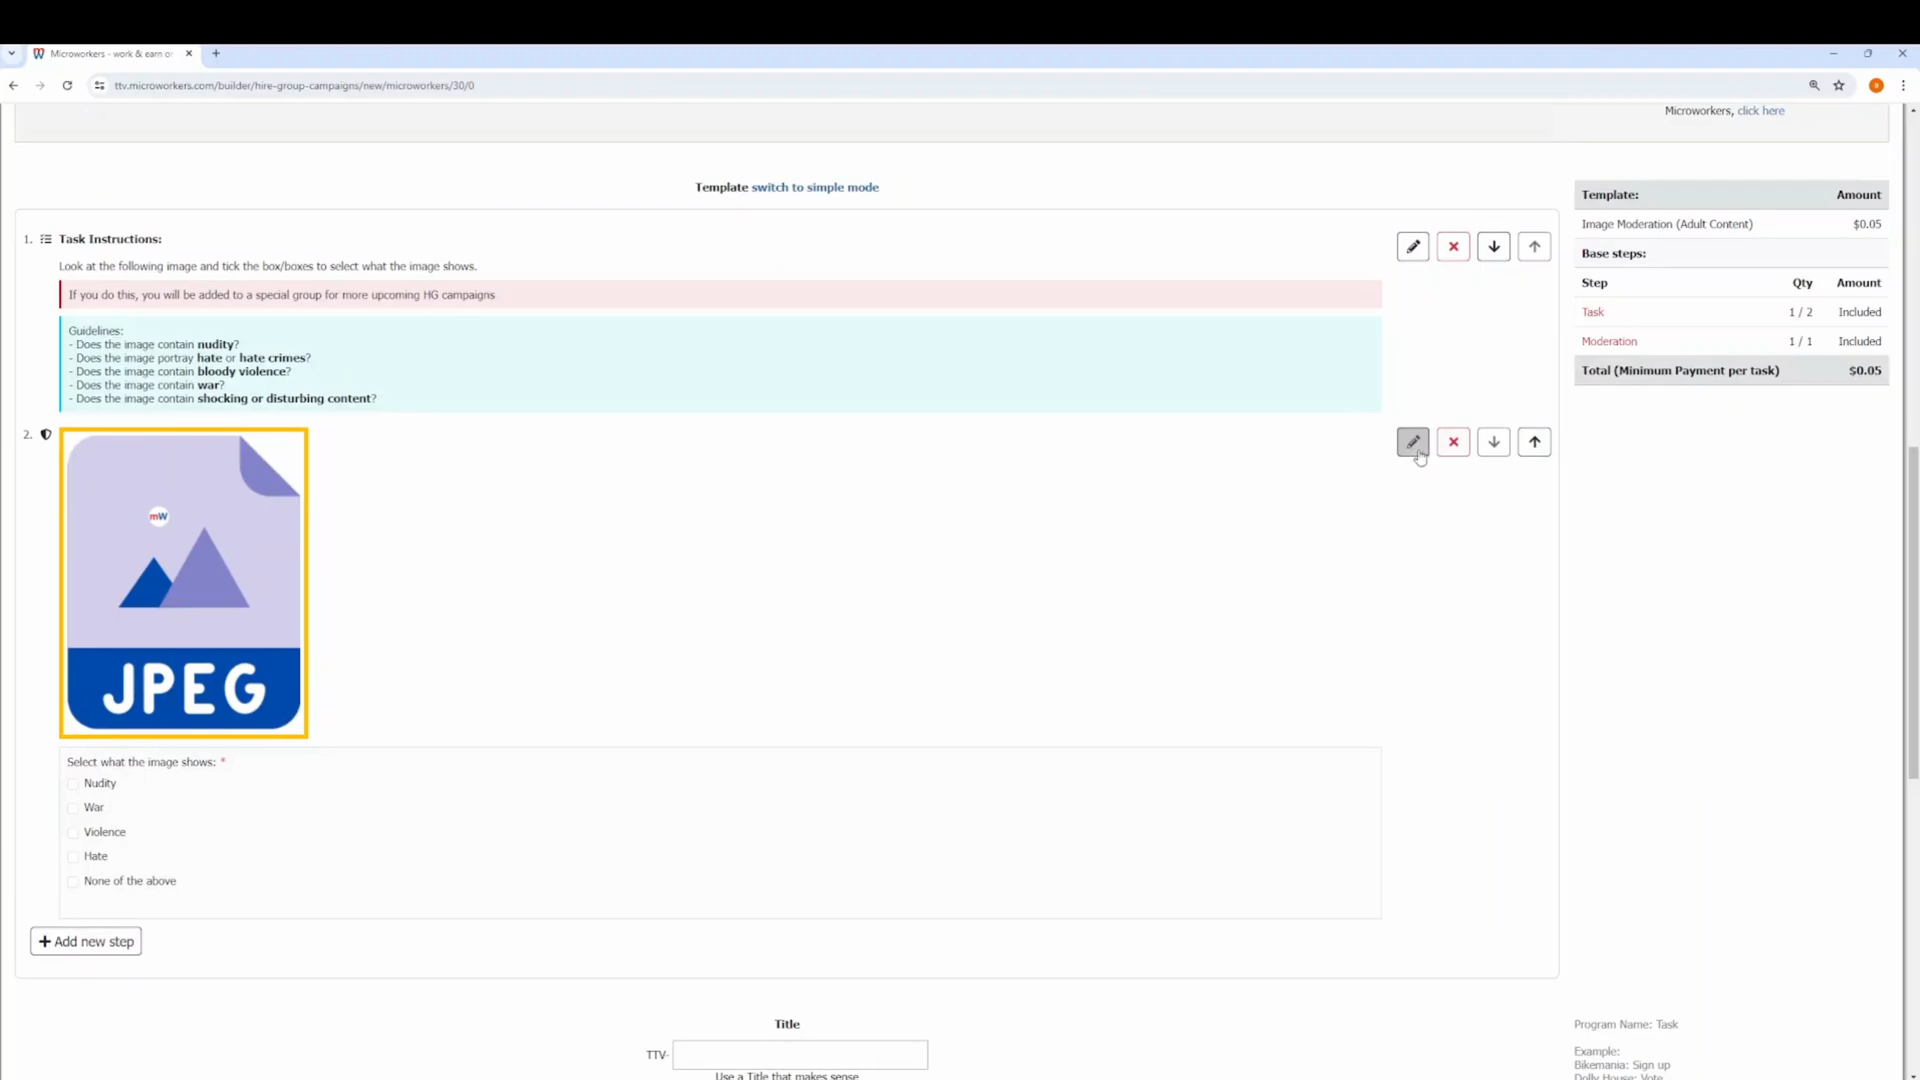 Microworkers - work & earn or
ttv.microworkers.com/builder/hire-group-campaigns/new/microworkers/30/0
Microworkers, click here
Template switch to simple mode
1. Task Instructions:
Look at the following image and tick the box/boxes to select what the image shows.
If you do this, you will be added to a special group for more upcoming HG campaigns
Guidelines:
- Does the image contain nudity?
- Does the image portray hate or hate crimes?
- Does the image contain bloody violence?
- Does the image contain war?
- Does the image contain shocking or disturbing content?
2.
mW
JPEG
Select what the image shows: *
Nudity
War
Violence
Hate
None of the above
+ Add new step
Title
TTV-
Use a Title that makes sense
Template: Amount
Image Moderation (Adult Content) $0.05
Base steps:
Step Qty Amount
Task 1 / 2 Included
Moderation 1 / 1 Included
Total (Minimum Payment per task) $0.05
Program Name: Task
Example:
Bikemania: Sign up
Dolly House: Vote